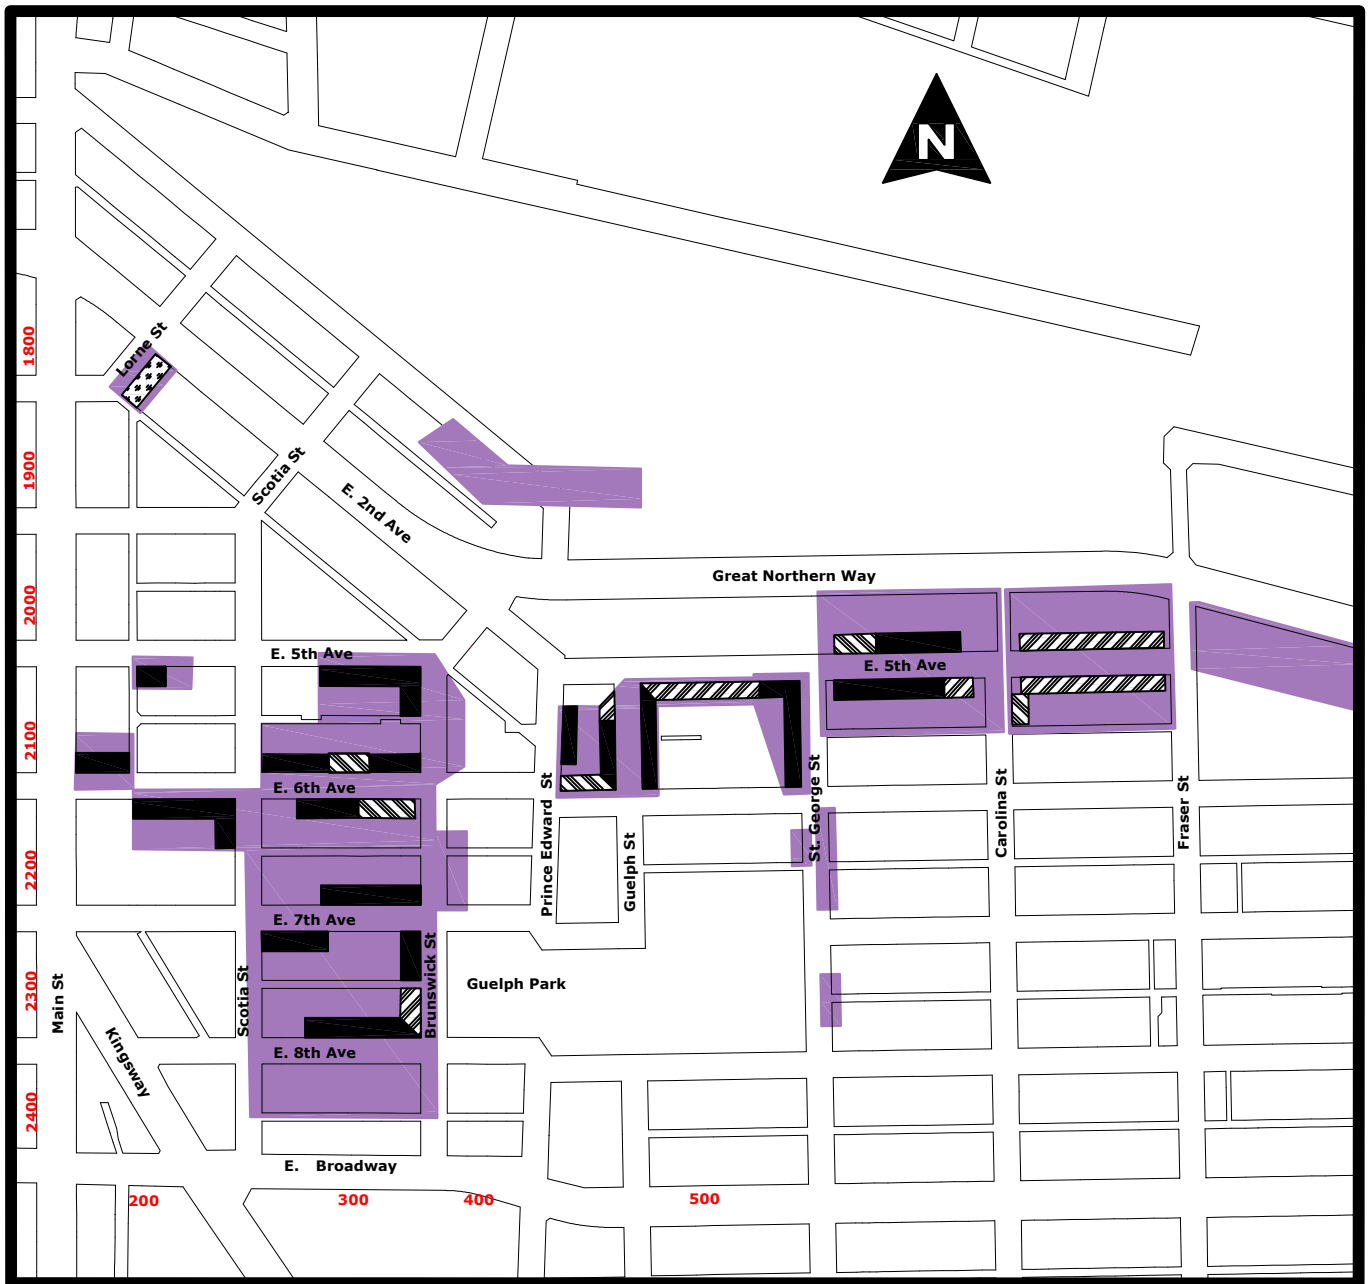 N
Lorne St
1800
1900
Scotia St
E. 2nd Ave
Great Northern Way
2000
E. 5th Ave
E. 5th Ave
2100
E. 6th Ave
Prince Edward St
Guelph St
St. George St
Carolina St
Fraser St
2200
E. 7th Ave
Main St
Scotia St
Brunswick St
Guelph Park
2300
Kingsway
E. 8th Ave
2400
E. Broadway
200
300
400
500